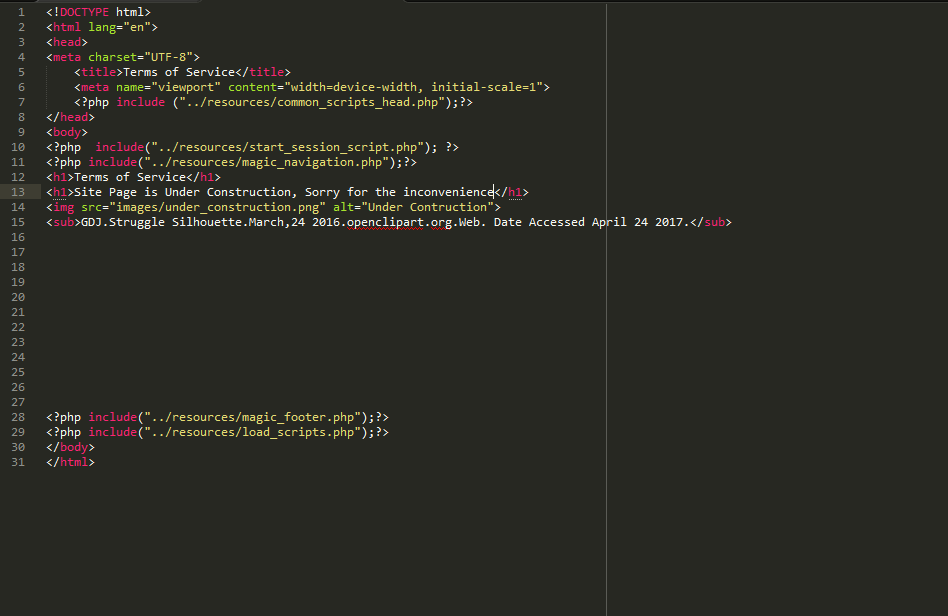 1 <!DOCTYPE html>
2 <html lang="en">
3 <head>
4 <meta charset="UTF-8">
5     <title>Terms of Service</title>
6     <meta name="viewport" content="width=device-width, initial-scale=1">
7     <?php include ("../resources/common_scripts_head.php");?>
8 </head>
9 <body>
10 <?php  include("../resources/start_session_script.php"); ?>
11 <?php include("../resources/magic_navigation.php");?>
12 <h1>Terms of Service</h1>
13 <h1>Site Page is Under Construction, Sorry for the inconvenience</h1>
14 <img src="images/under_construction.png" alt="Under Contruction">
15 <sub>GDJ.Struggle Silhouette.March,24 2016.openclipart.org.Web. Date Accessed April 24 2017.</sub>
16
17
18
19
20
21
22
23
24
25
26
27
28 <?php include("../resources/magic_footer.php");?>
29 <?php include("../resources/load_scripts.php");?>
30 </body>
31 </html>